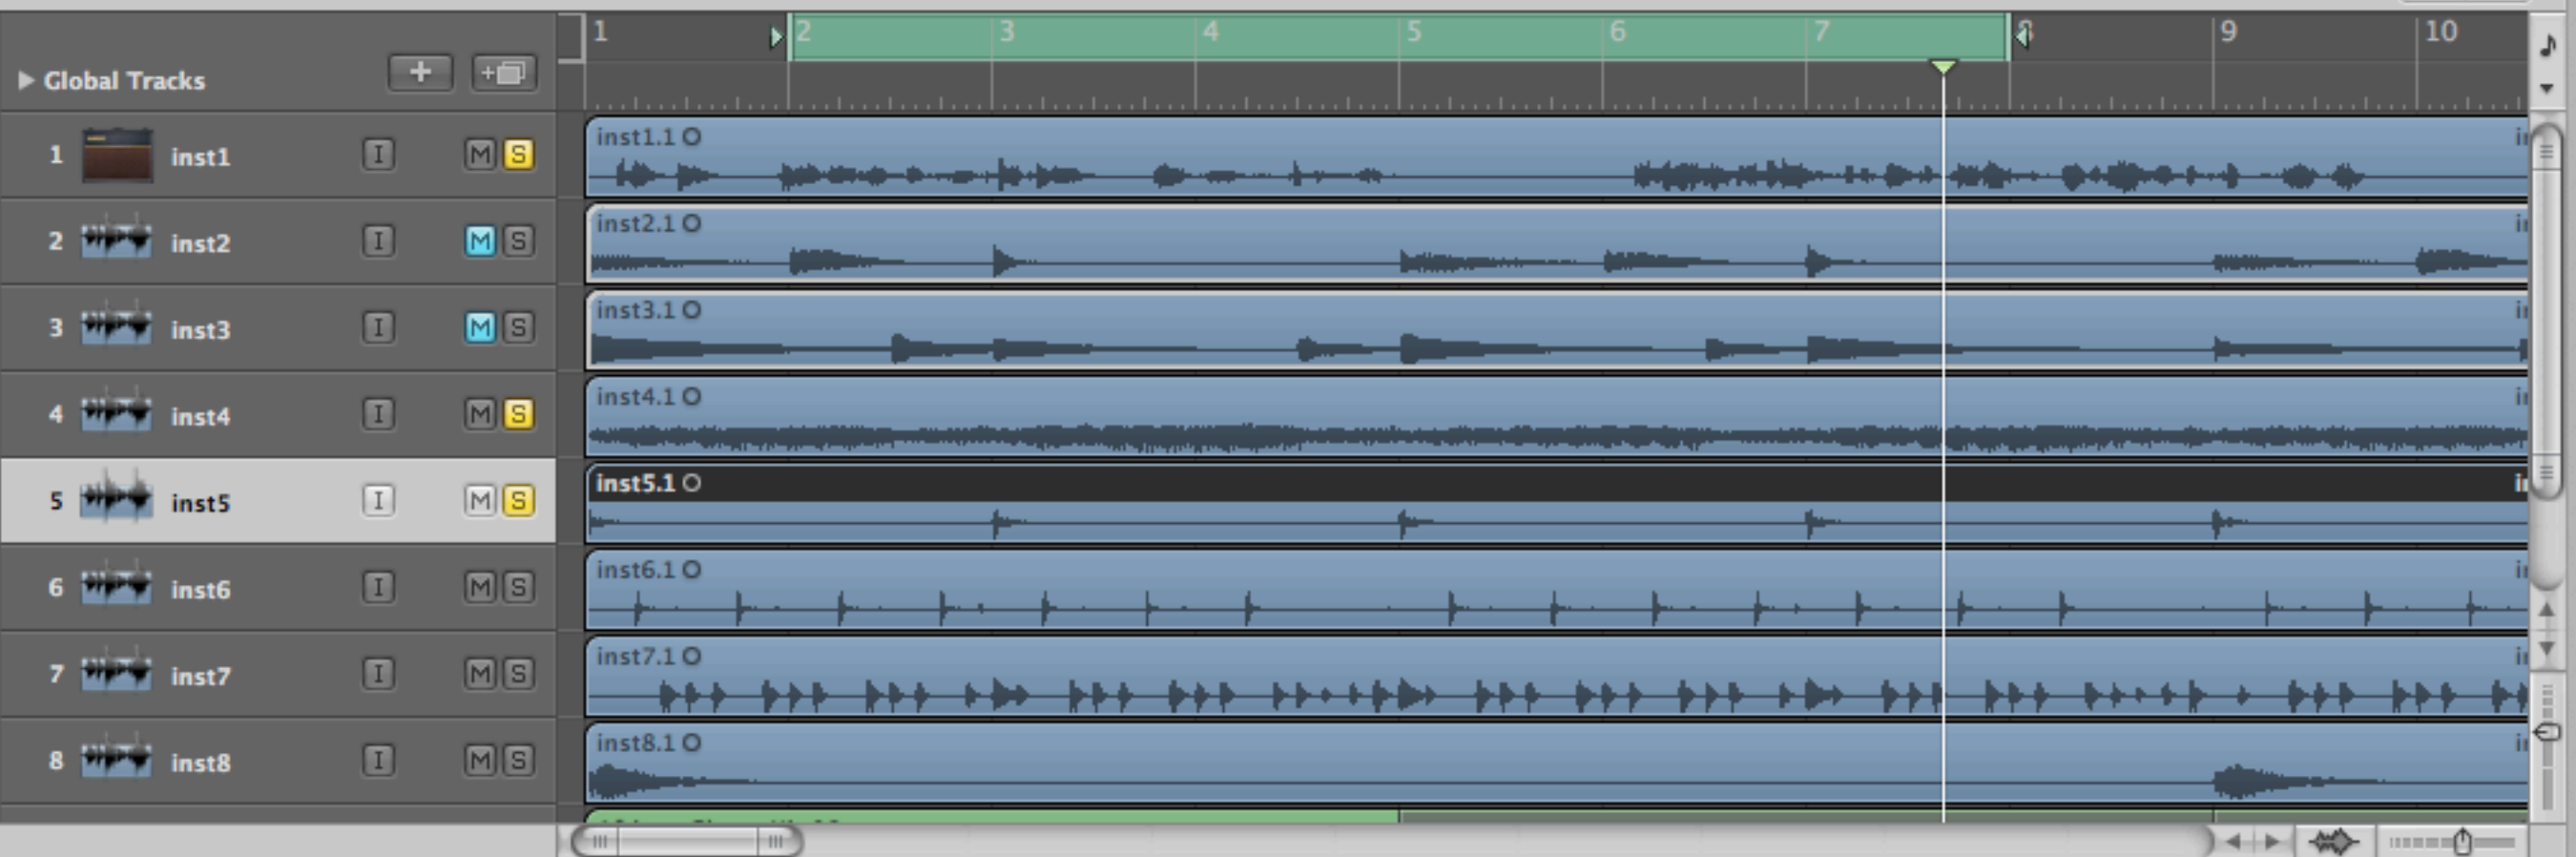 1 2 3 4 5 6 7 8 9 10
Global Tracks
1 inst1 I M S inst1.1
2 inst2 I M S inst2.1
3 inst3 I M S inst3.1
4 inst4 I M S inst4.1
5 inst5 I M S inst5.1
6 inst6 I M S inst6.1
7 inst7 I M S inst7.1
8 inst8 I M S inst8.1